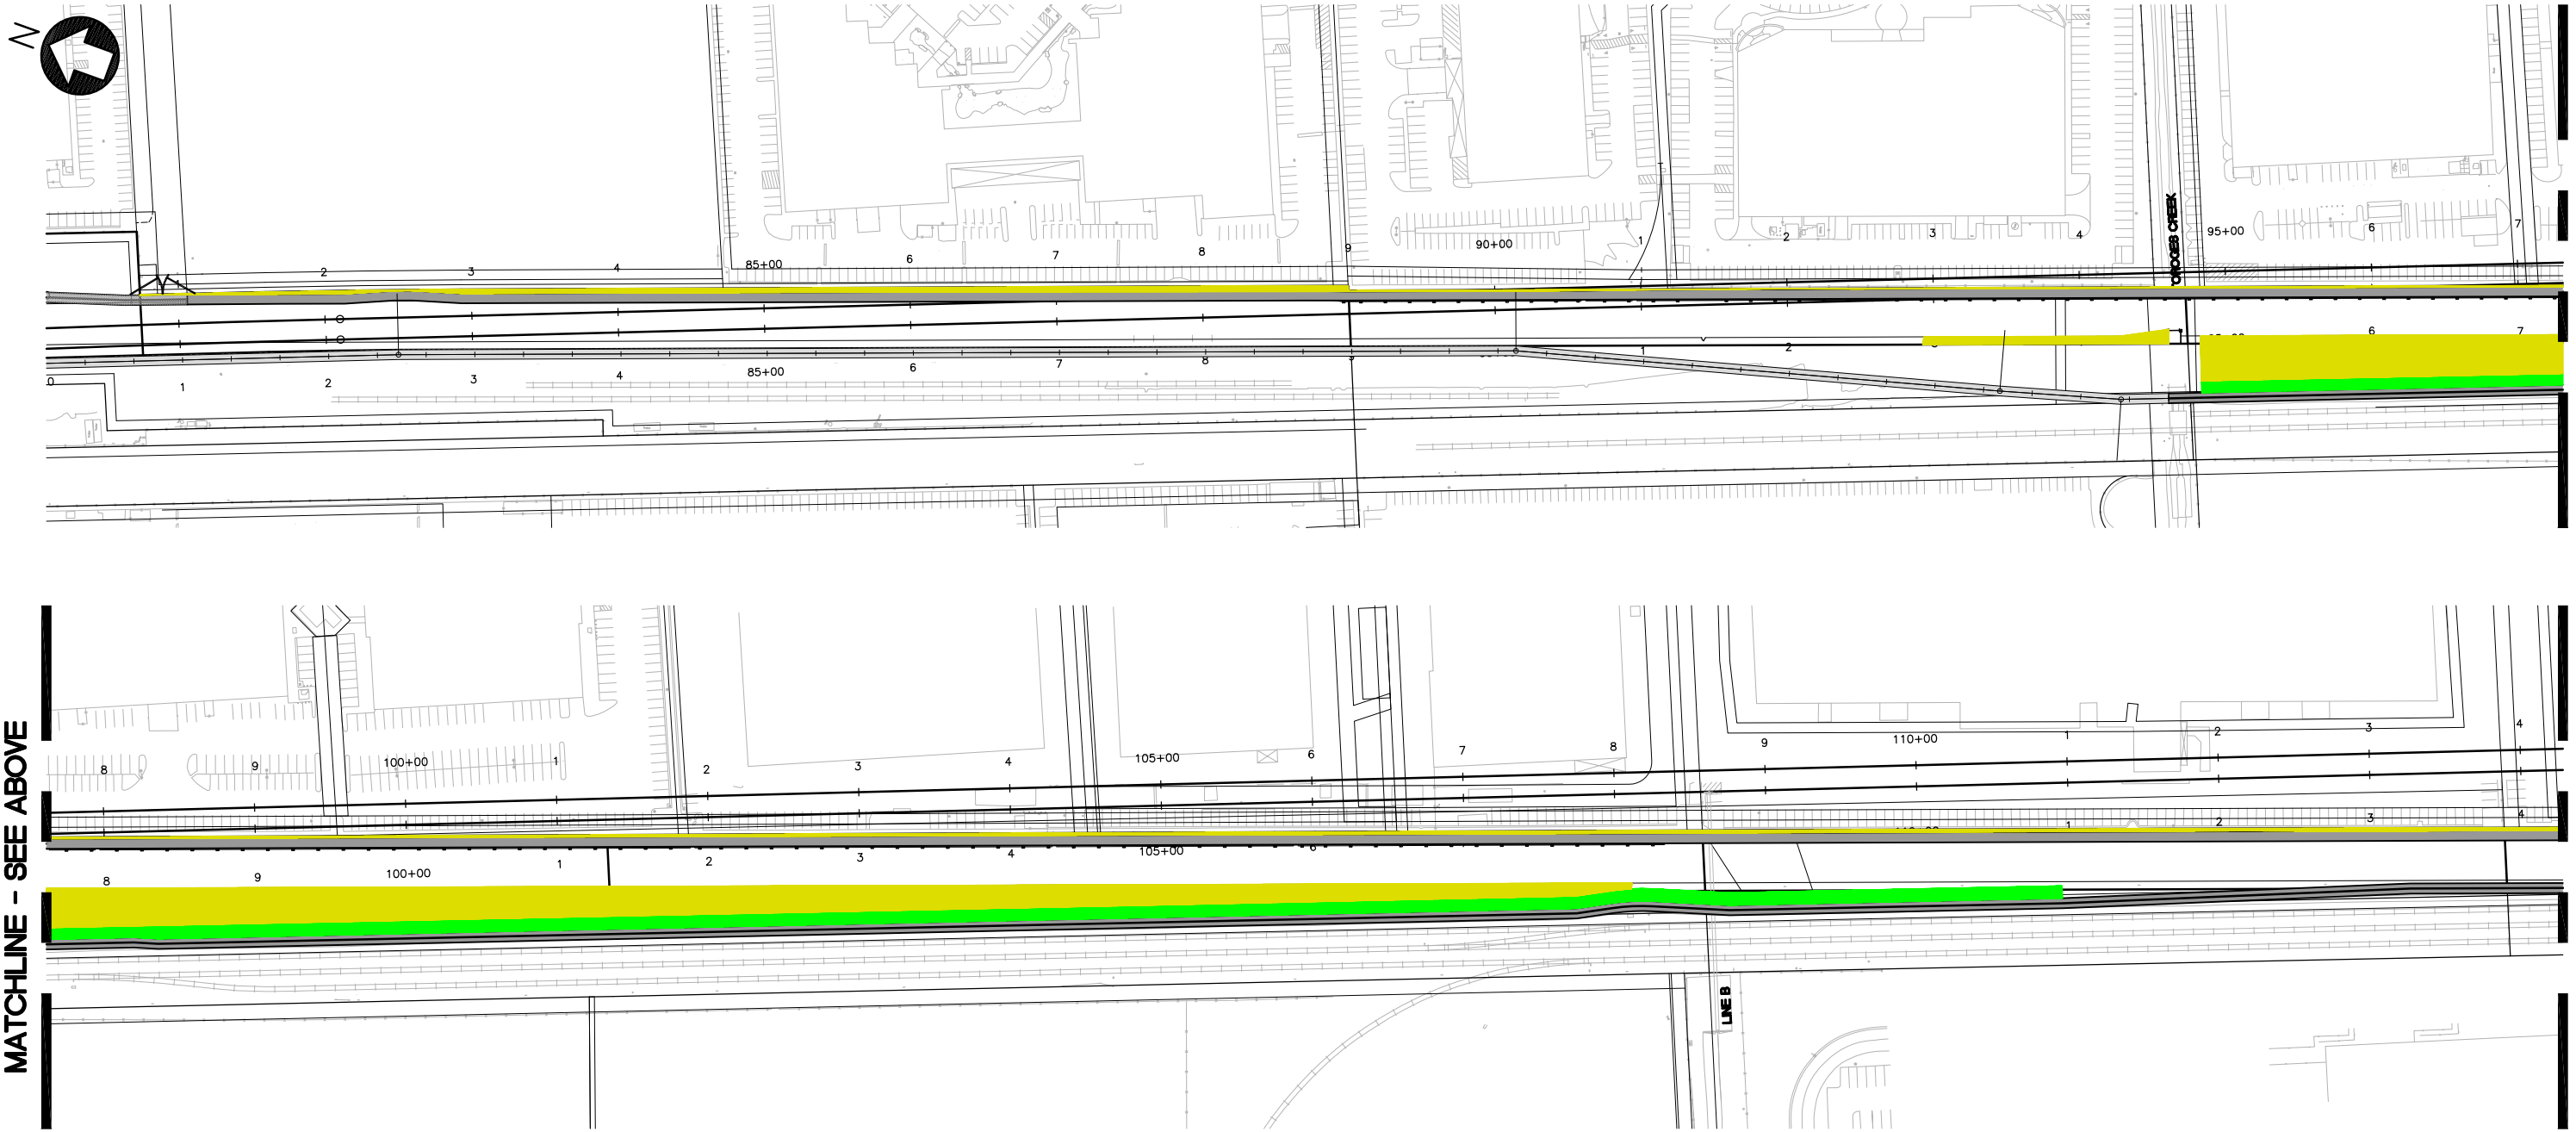 N
2 3 4 85+00 6 7 8 9 90+00 1 2 3 4 95+00 6 7
TOROGES CREEK
6 7
1 2
0 1 2 3 4 85+00 6 7 8
MATCHLINE - SEE ABOVE
8 9 100+00 1 2 3 4 105+00 6 7 8 9 110+00 1 2 3 4
1 2 3 4
8 9 100+00 1 2 3 4 105+00 6
LINE B